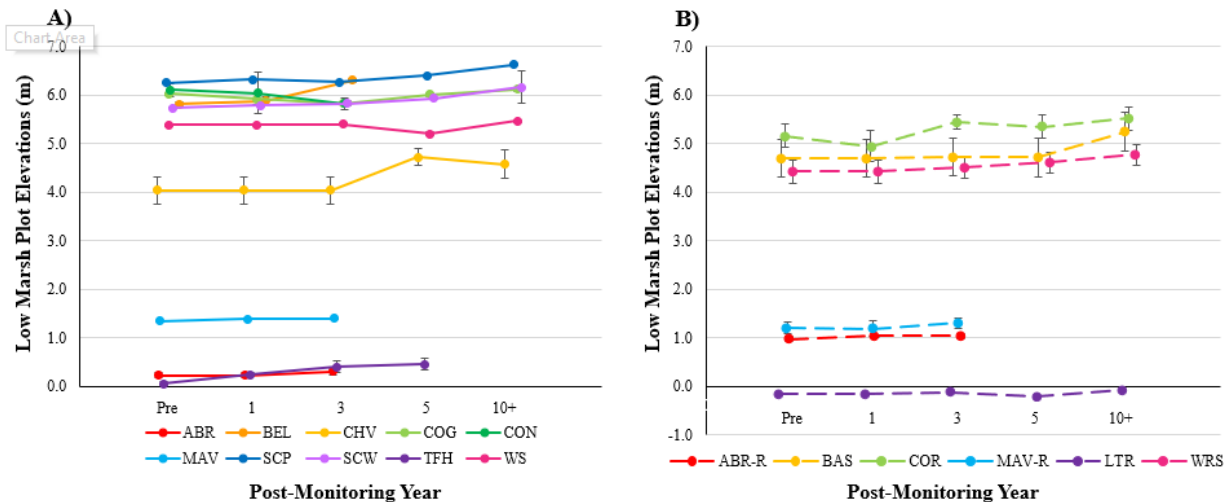 A)
Chart Area
Low Marsh Plot Elevations (m)
7.0
6.0
5.0
4.0
3.0
2.0
1.0
0.0
Pre 1 3 5 10+
ABR BEL CHV COG CON
MAV SCP SCW TFH WS
Post-Monitoring Year
B)
Low Marsh Plot Elevations (m)
7.0
6.0
5.0
4.0
3.0
2.0
1.0
0.0
-1.0
Pre 1 3 5 10+
ABR-R BAS COR MAV-R LTR WRS
Post-Monitoring Year